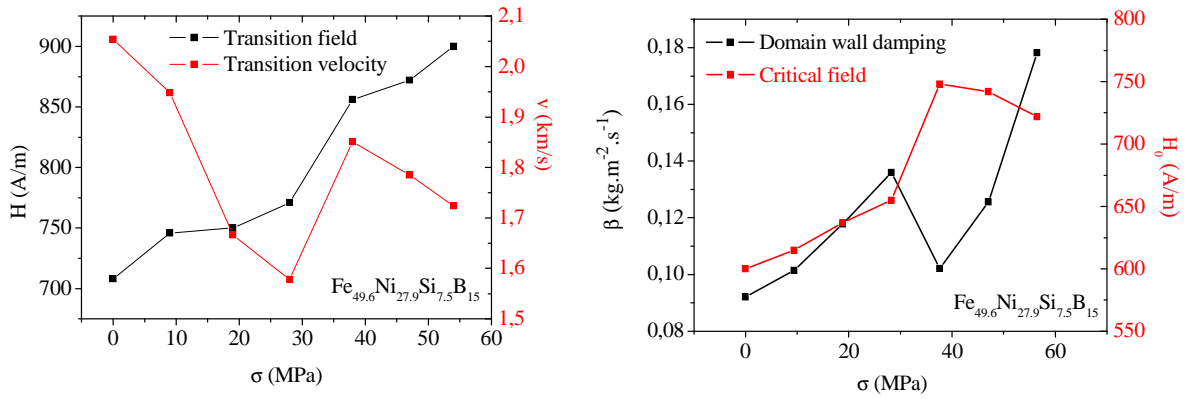 Transition field
Transition velocity
900
850
800
750
700
H (A/m)
2,1
2,0
1,9
1,8
1,7
1,6
1,5
v (km/s)
Fe49.6Ni27.9Si7.5B15
0 10 20 30 40 50 60
σ (MPa)
Domain wall damping
Critical field
0,18
0,16
0,14
0,12
0,10
0,08
β (kg.m-2.s-1)
800
750
700
650
600
550
H0 (A/m)
Fe49.6Ni27.9Si7.5B15
0 20 40 60
σ (MPa)